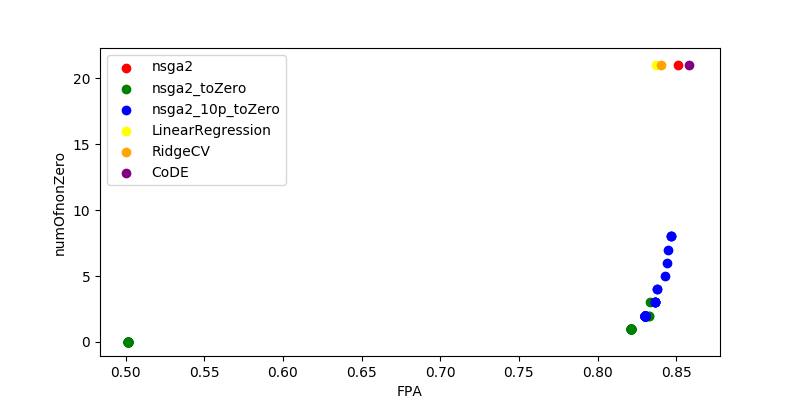 nsga2
nsga2_toZero
nsga2_10p_toZero
LinearRegression
RidgeCV
CoDE
numOfnonZero
20
15
10
5
0
0.50 0.55 0.60 0.65 0.70 0.75 0.80 0.85
FPA